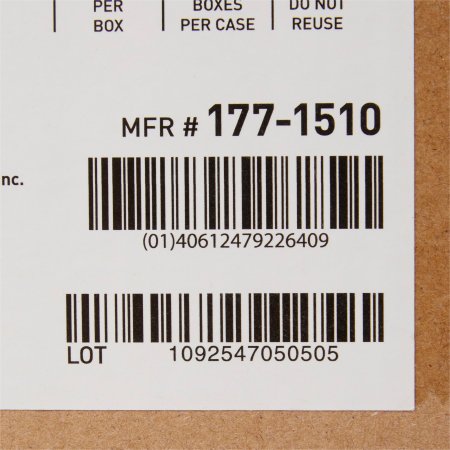 PER BOXES DO NOT
BOX PER CASE REUSE
MFR # 177-1510
nc.
(01)40612479226409
LOT 1092547050505